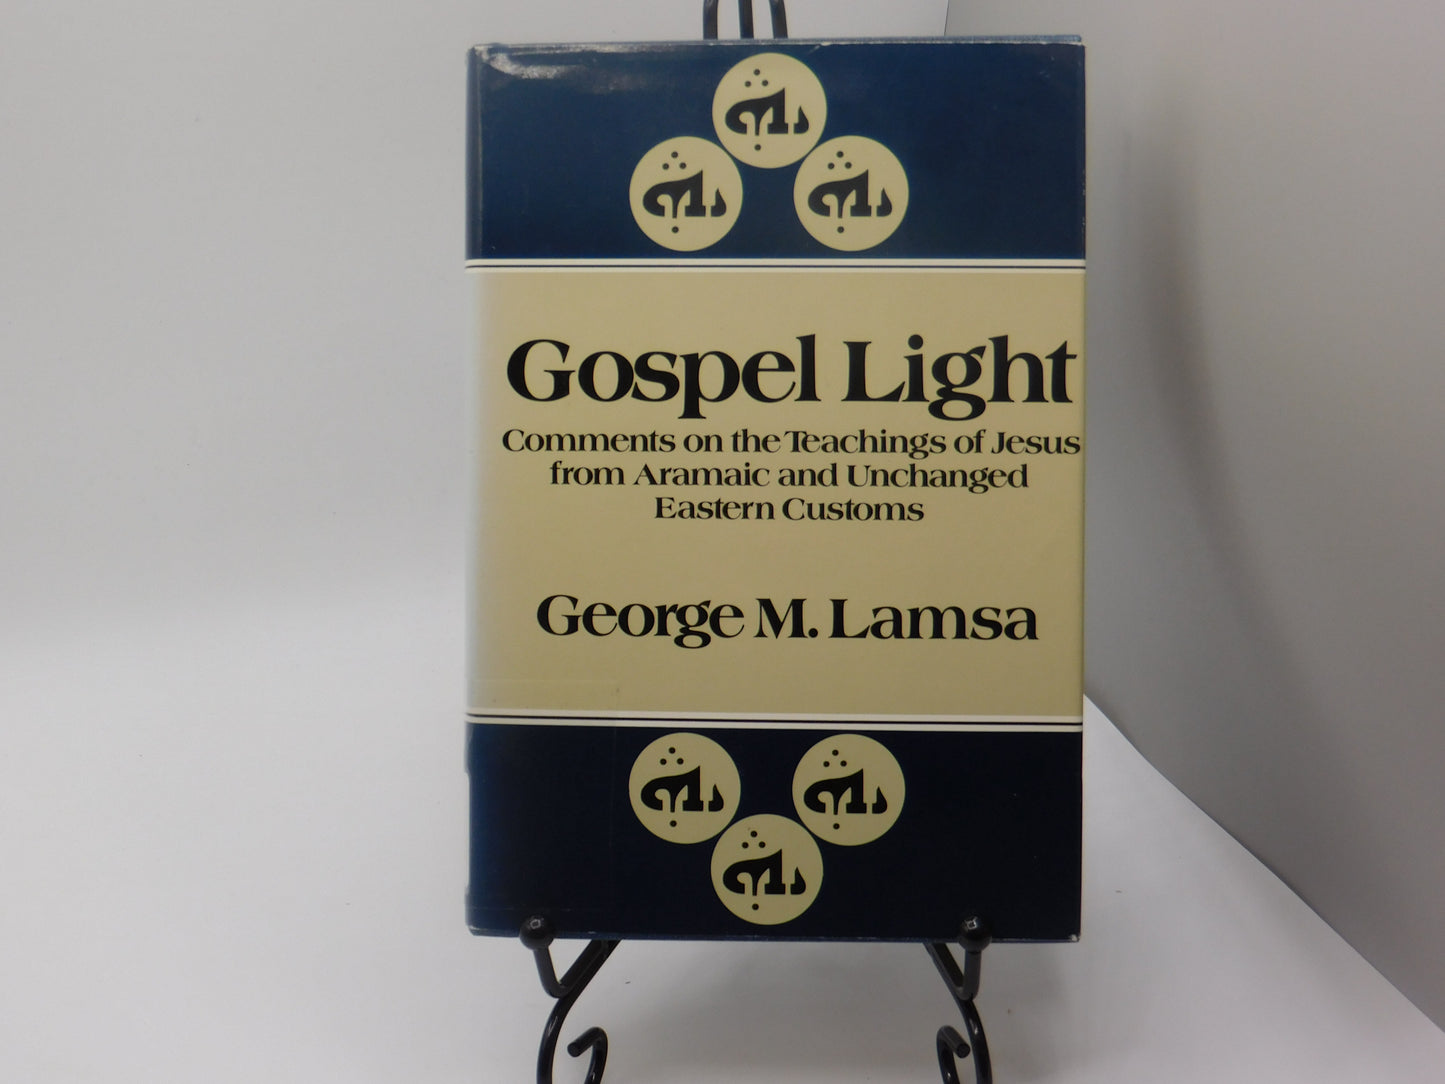 Gospel Light
Comments on the Teachings of Jesus
from Aramaic and Unchanged
Eastern Customs
George M. Lamsa